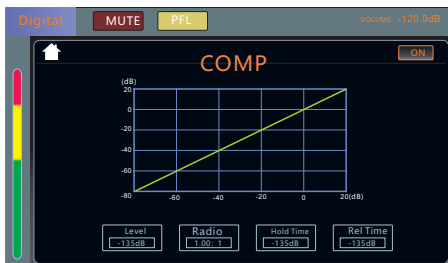 Digital MUTE PFL VOLUME -120.0dB
COMP ON
(dB)
20
0
-20
-40
-60
-80 -60 -40 -20 0 20(dB)
Level Radio Hold Time Rel Time
-135dB 1.00: 1 -135dB -135dB